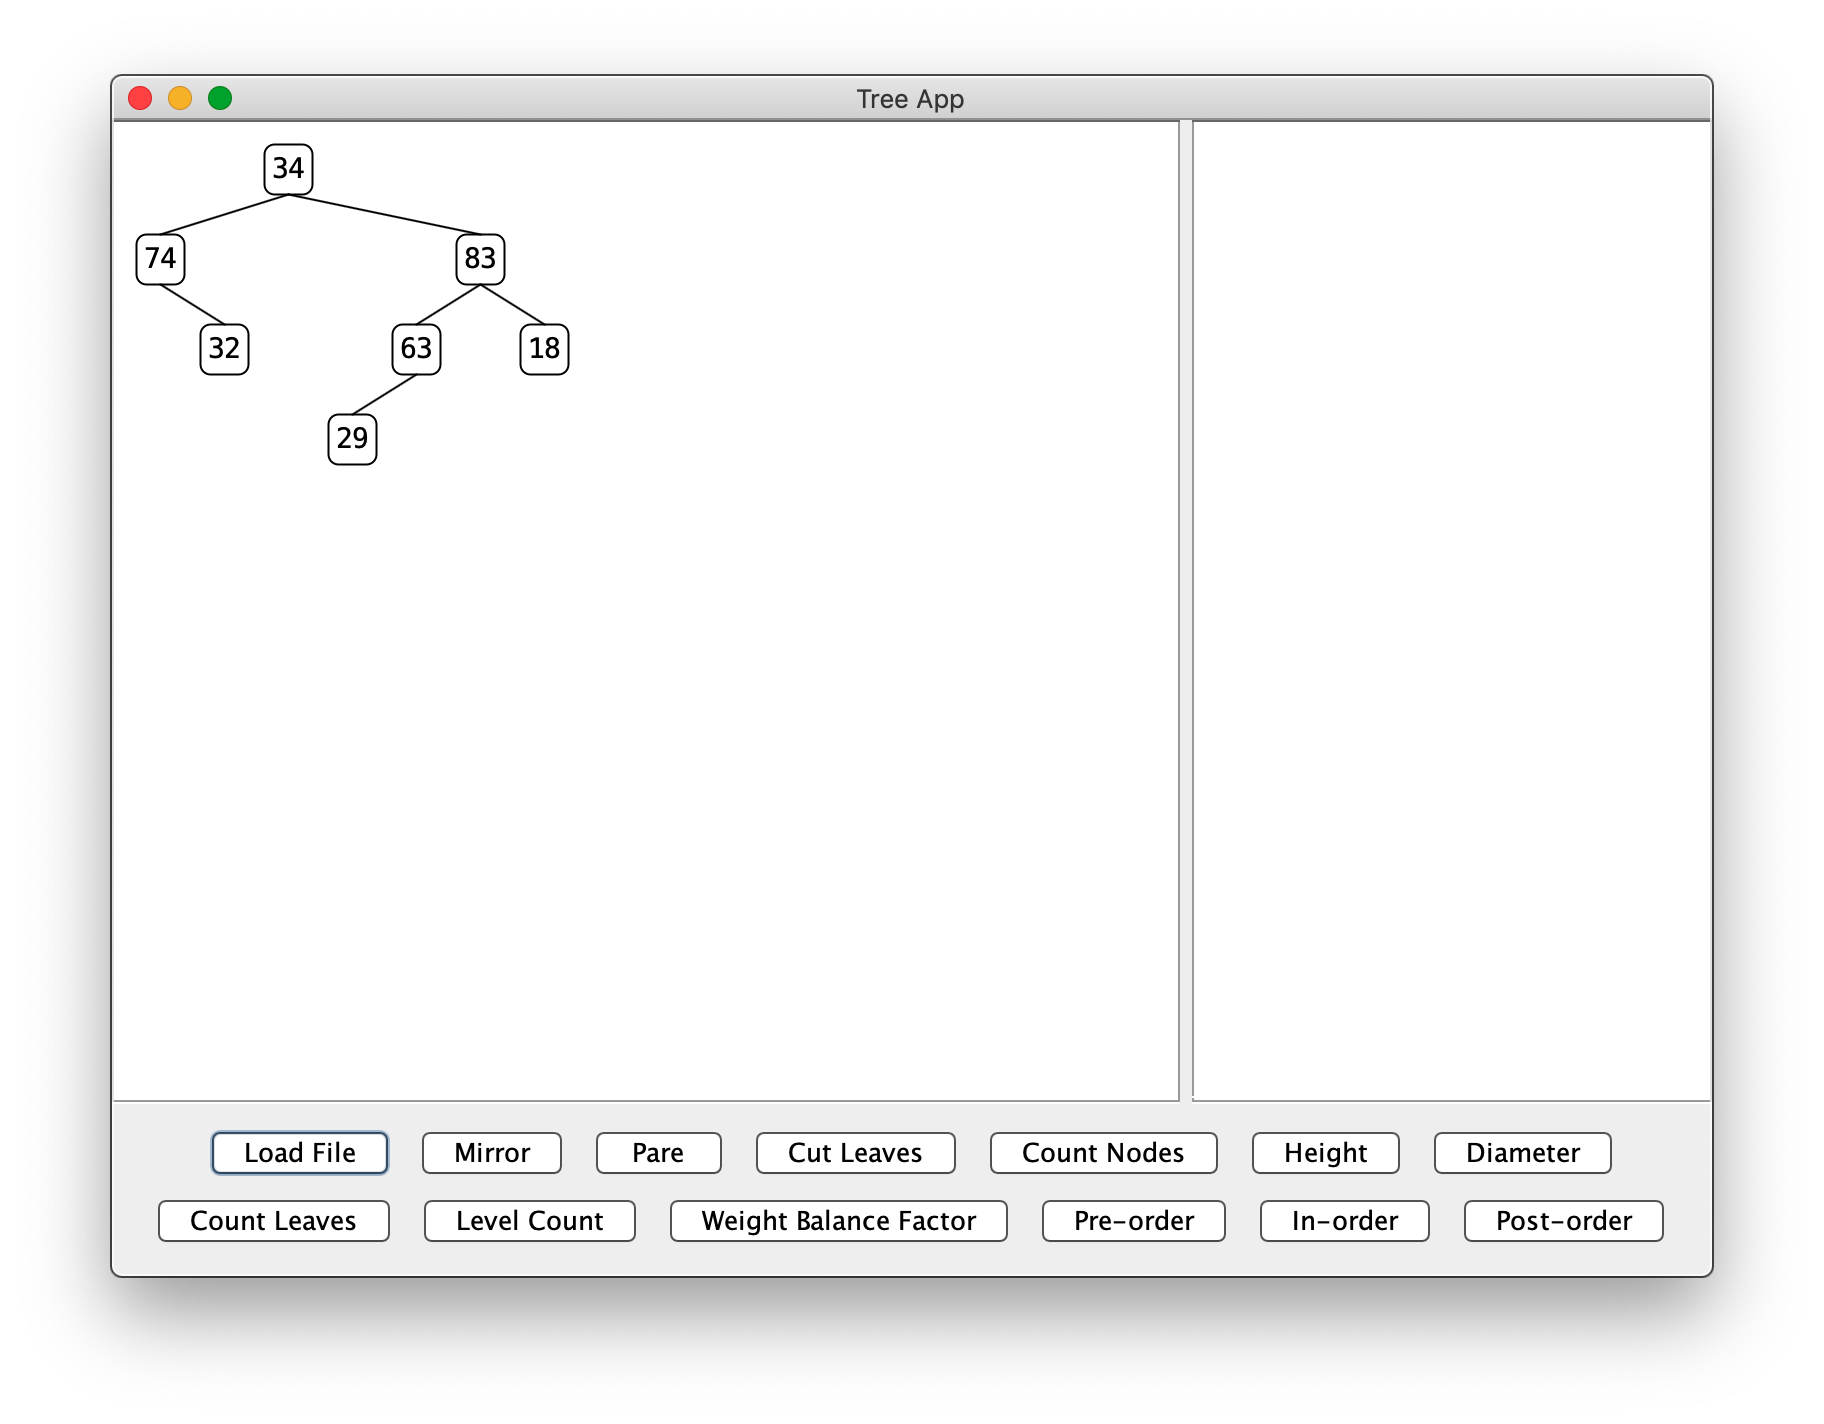 Tree App
34
74 83
32 63 18
29
Load File Mirror Pare Cut Leaves Count Nodes Height Diameter
Count Leaves Level Count Weight Balance Factor Pre-order In-order Post-order